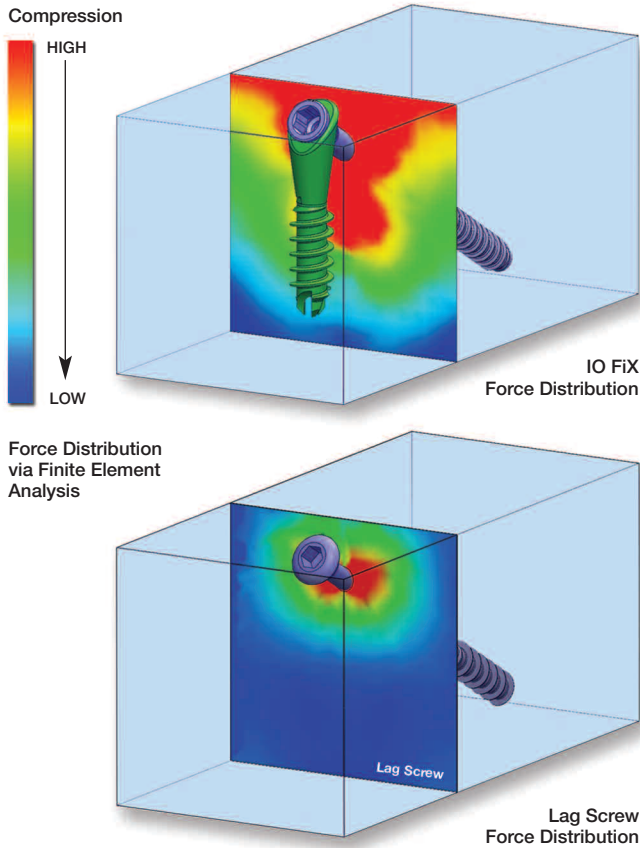 Compression
HIGH
LOW
IO FiX
Force Distribution
Force Distribution
via Finite Element
Analysis
Lag Screw
Lag Screw
Force Distribution